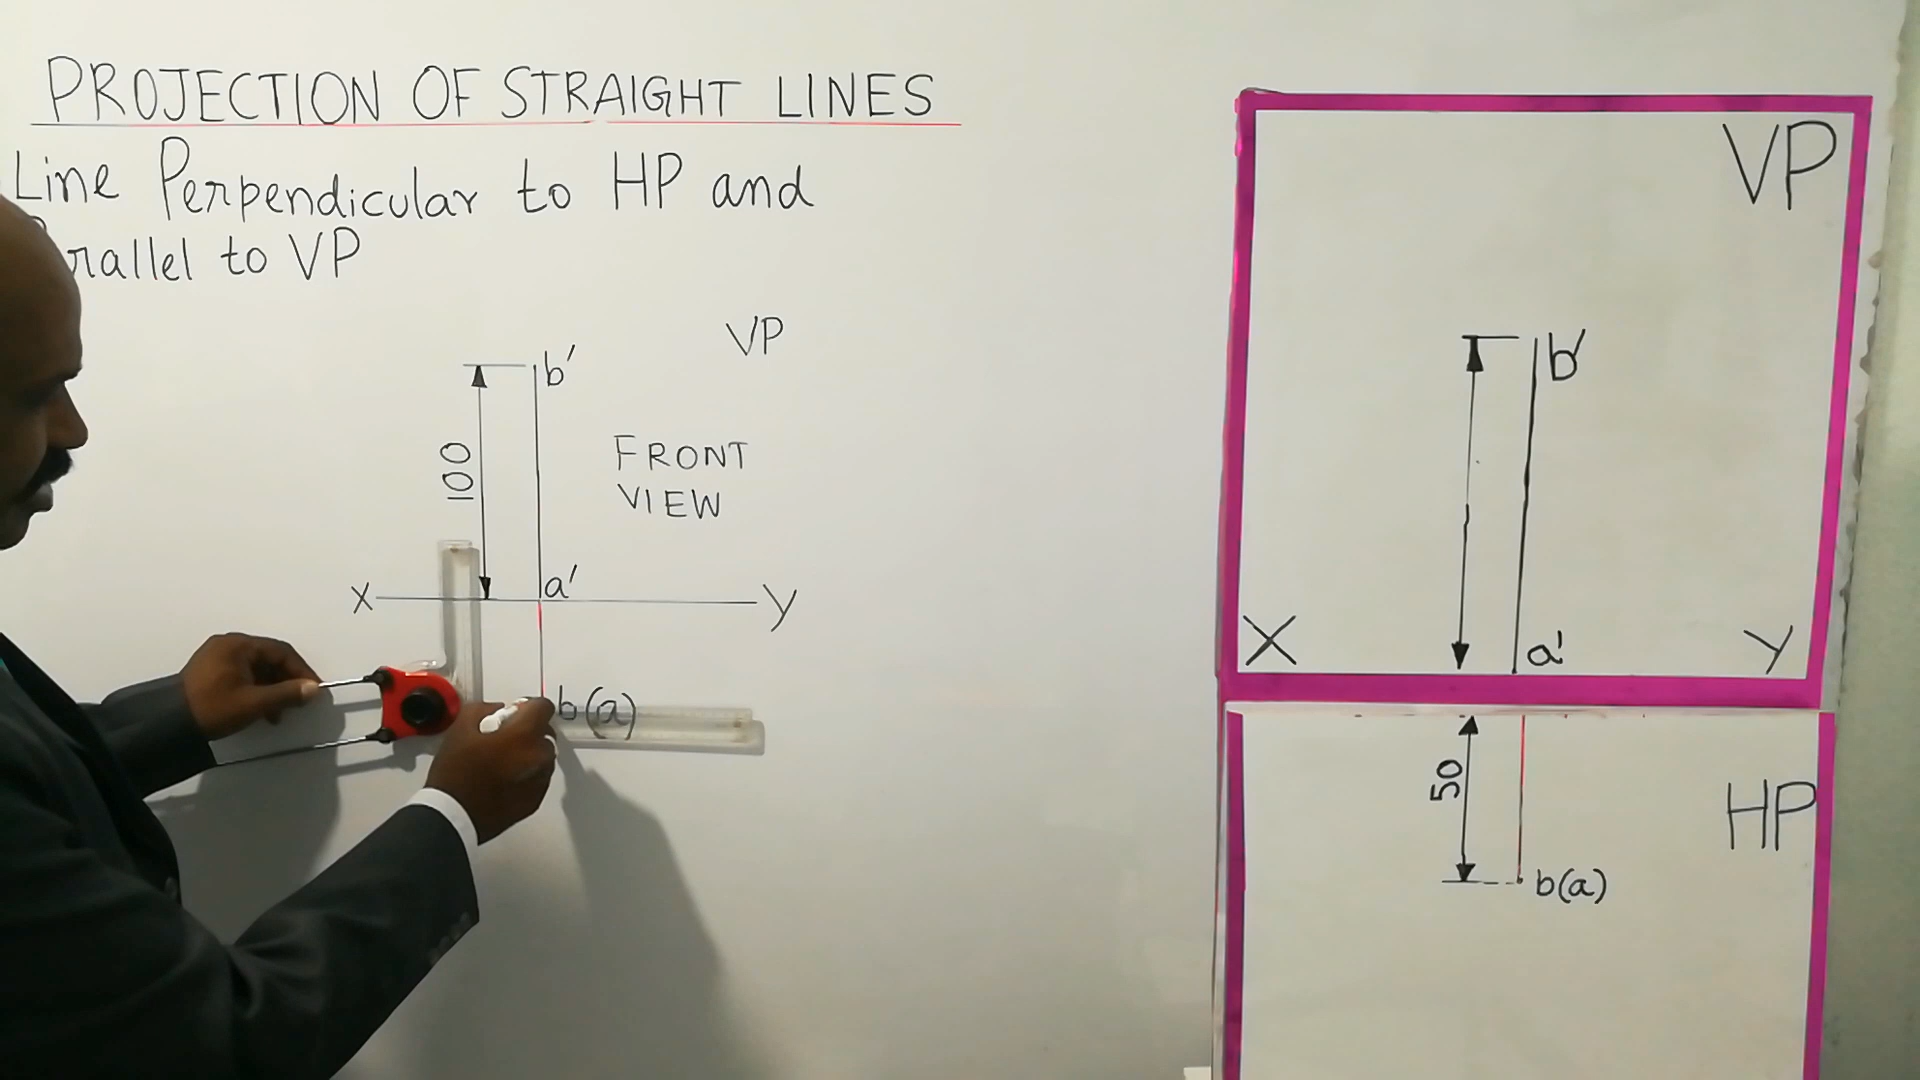 PROJECTION OF STRAIGHT LINES
Line Perpendicular to HP and
rallel to VP
VP
b'
100
FRONT
VIEW
X
a'
Y
b(a)
VP
b'
X
a'
Y
50
HP
b(a)